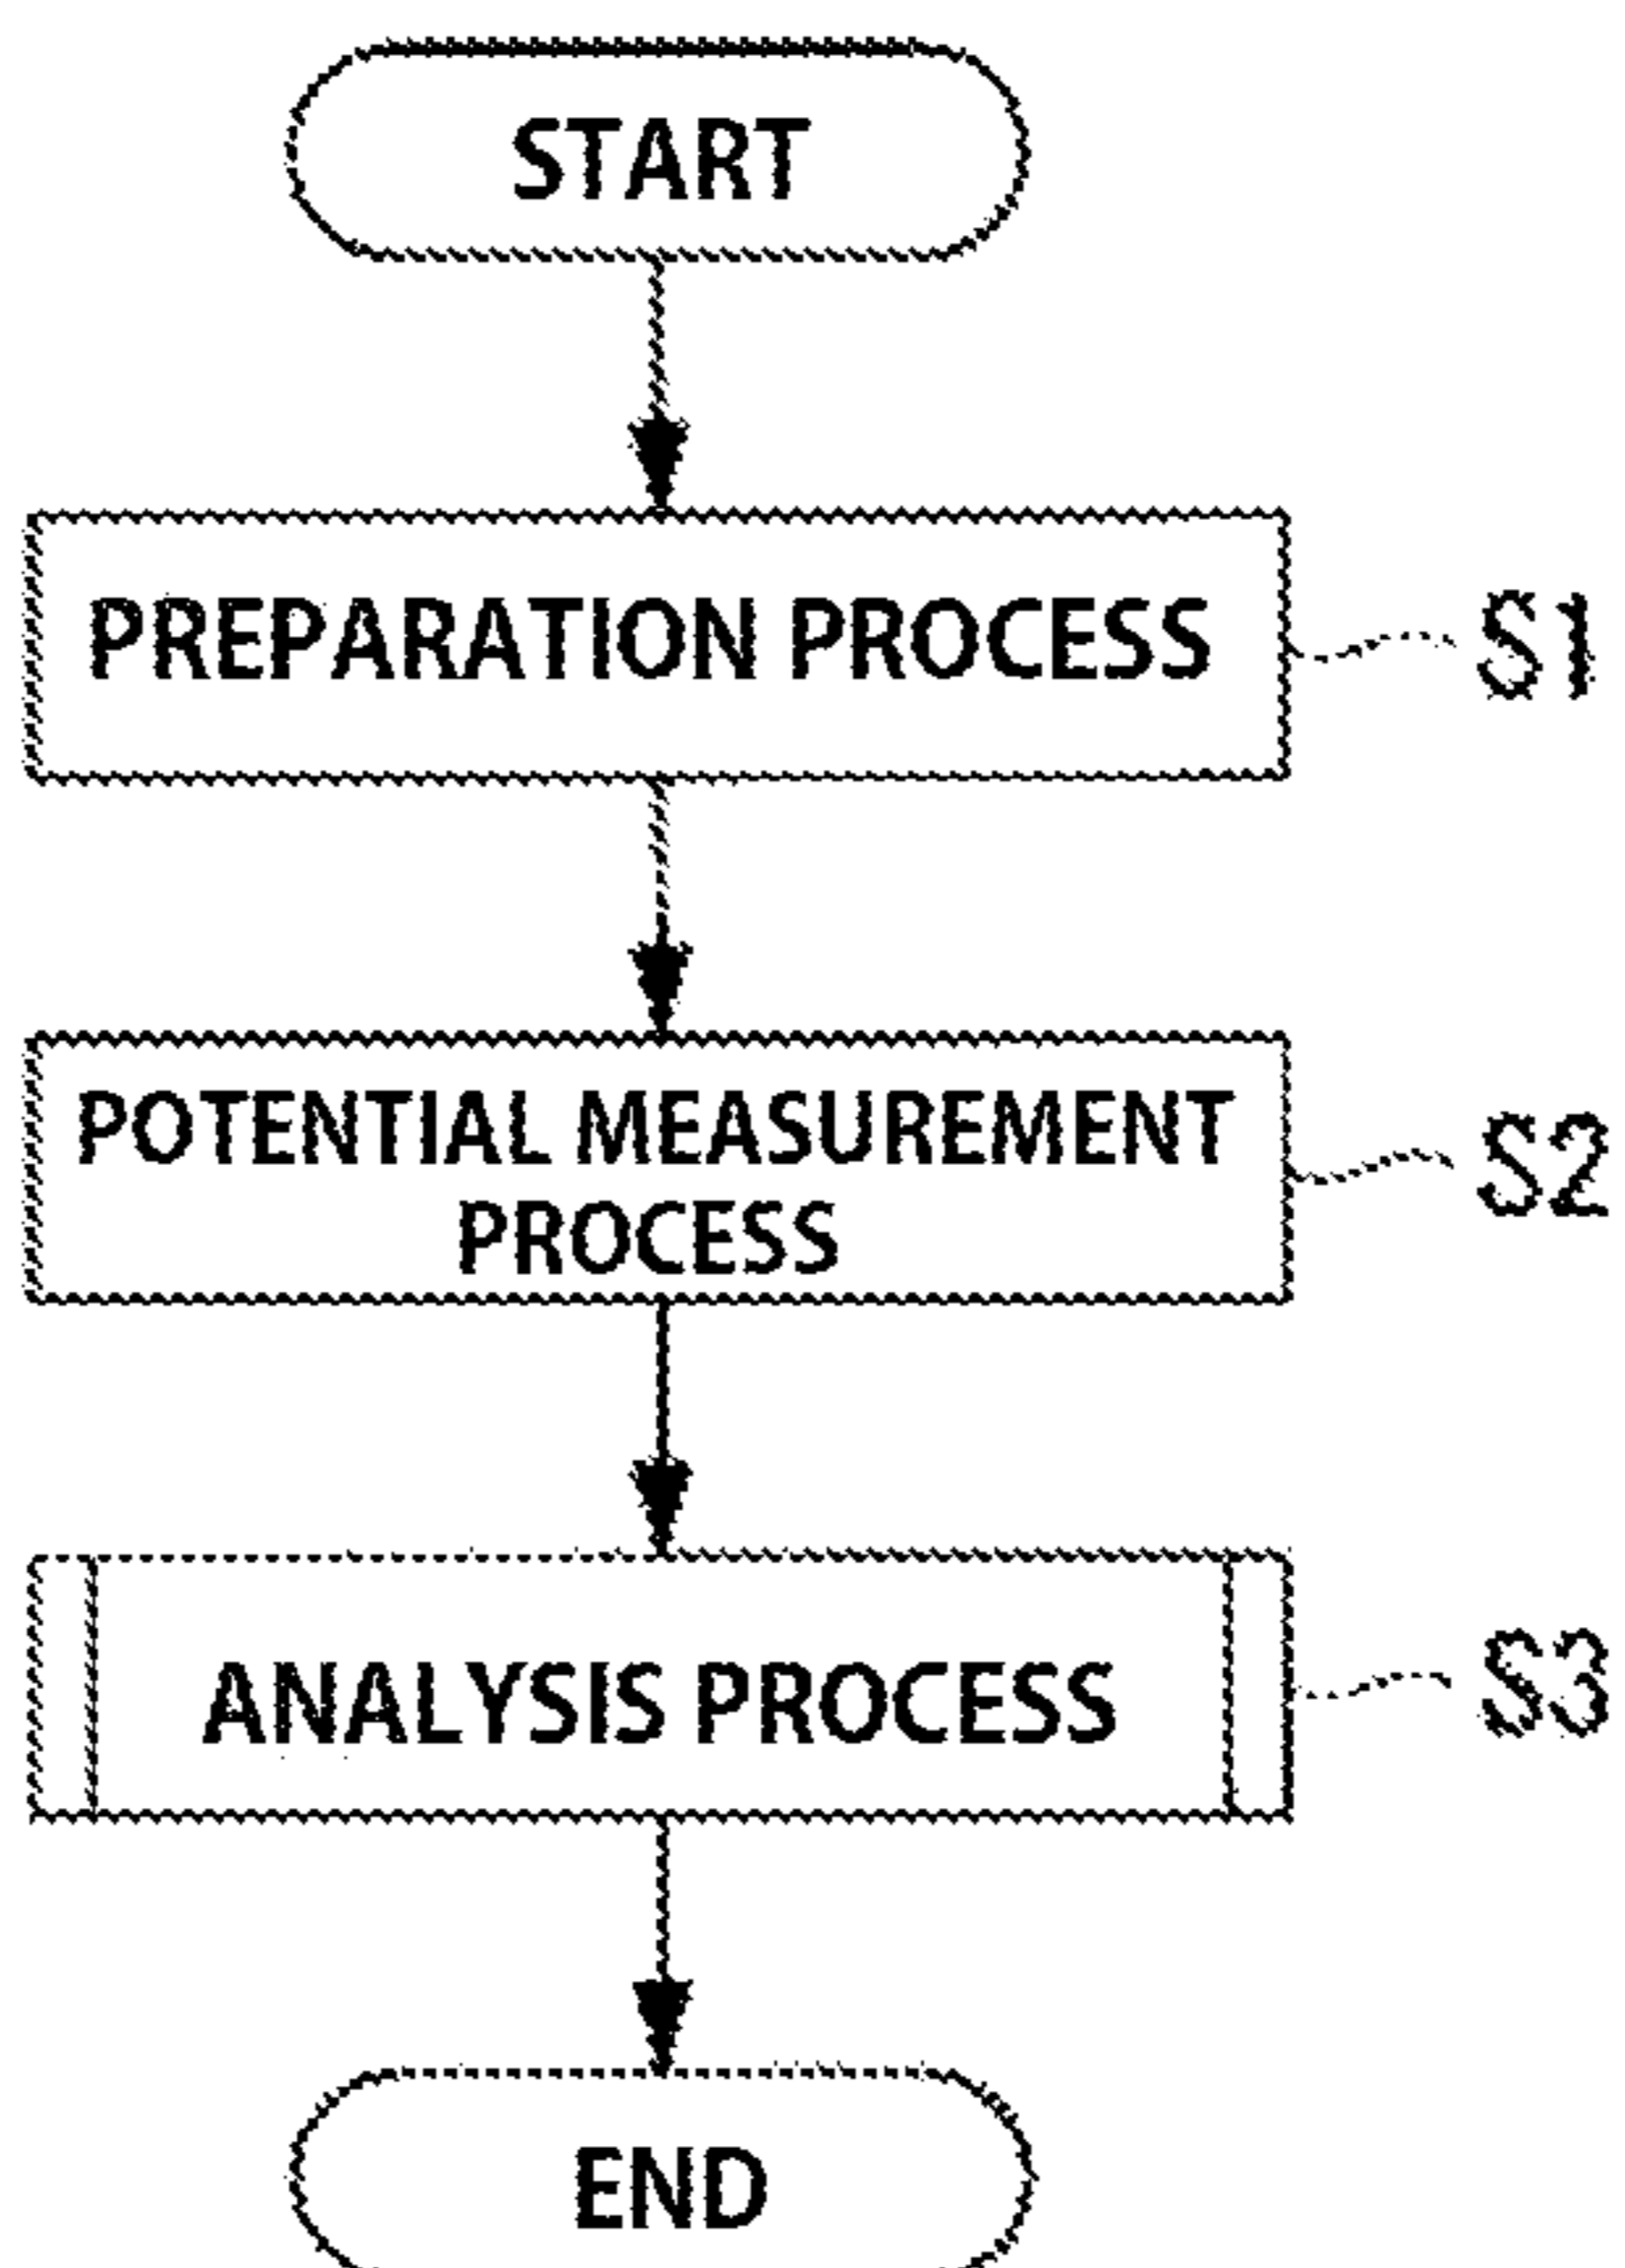 START
PREPARATION PROCESS
S1
POTENTIAL MEASUREMENT
PROCESS
S2
ANALYSIS PROCESS
S3
END